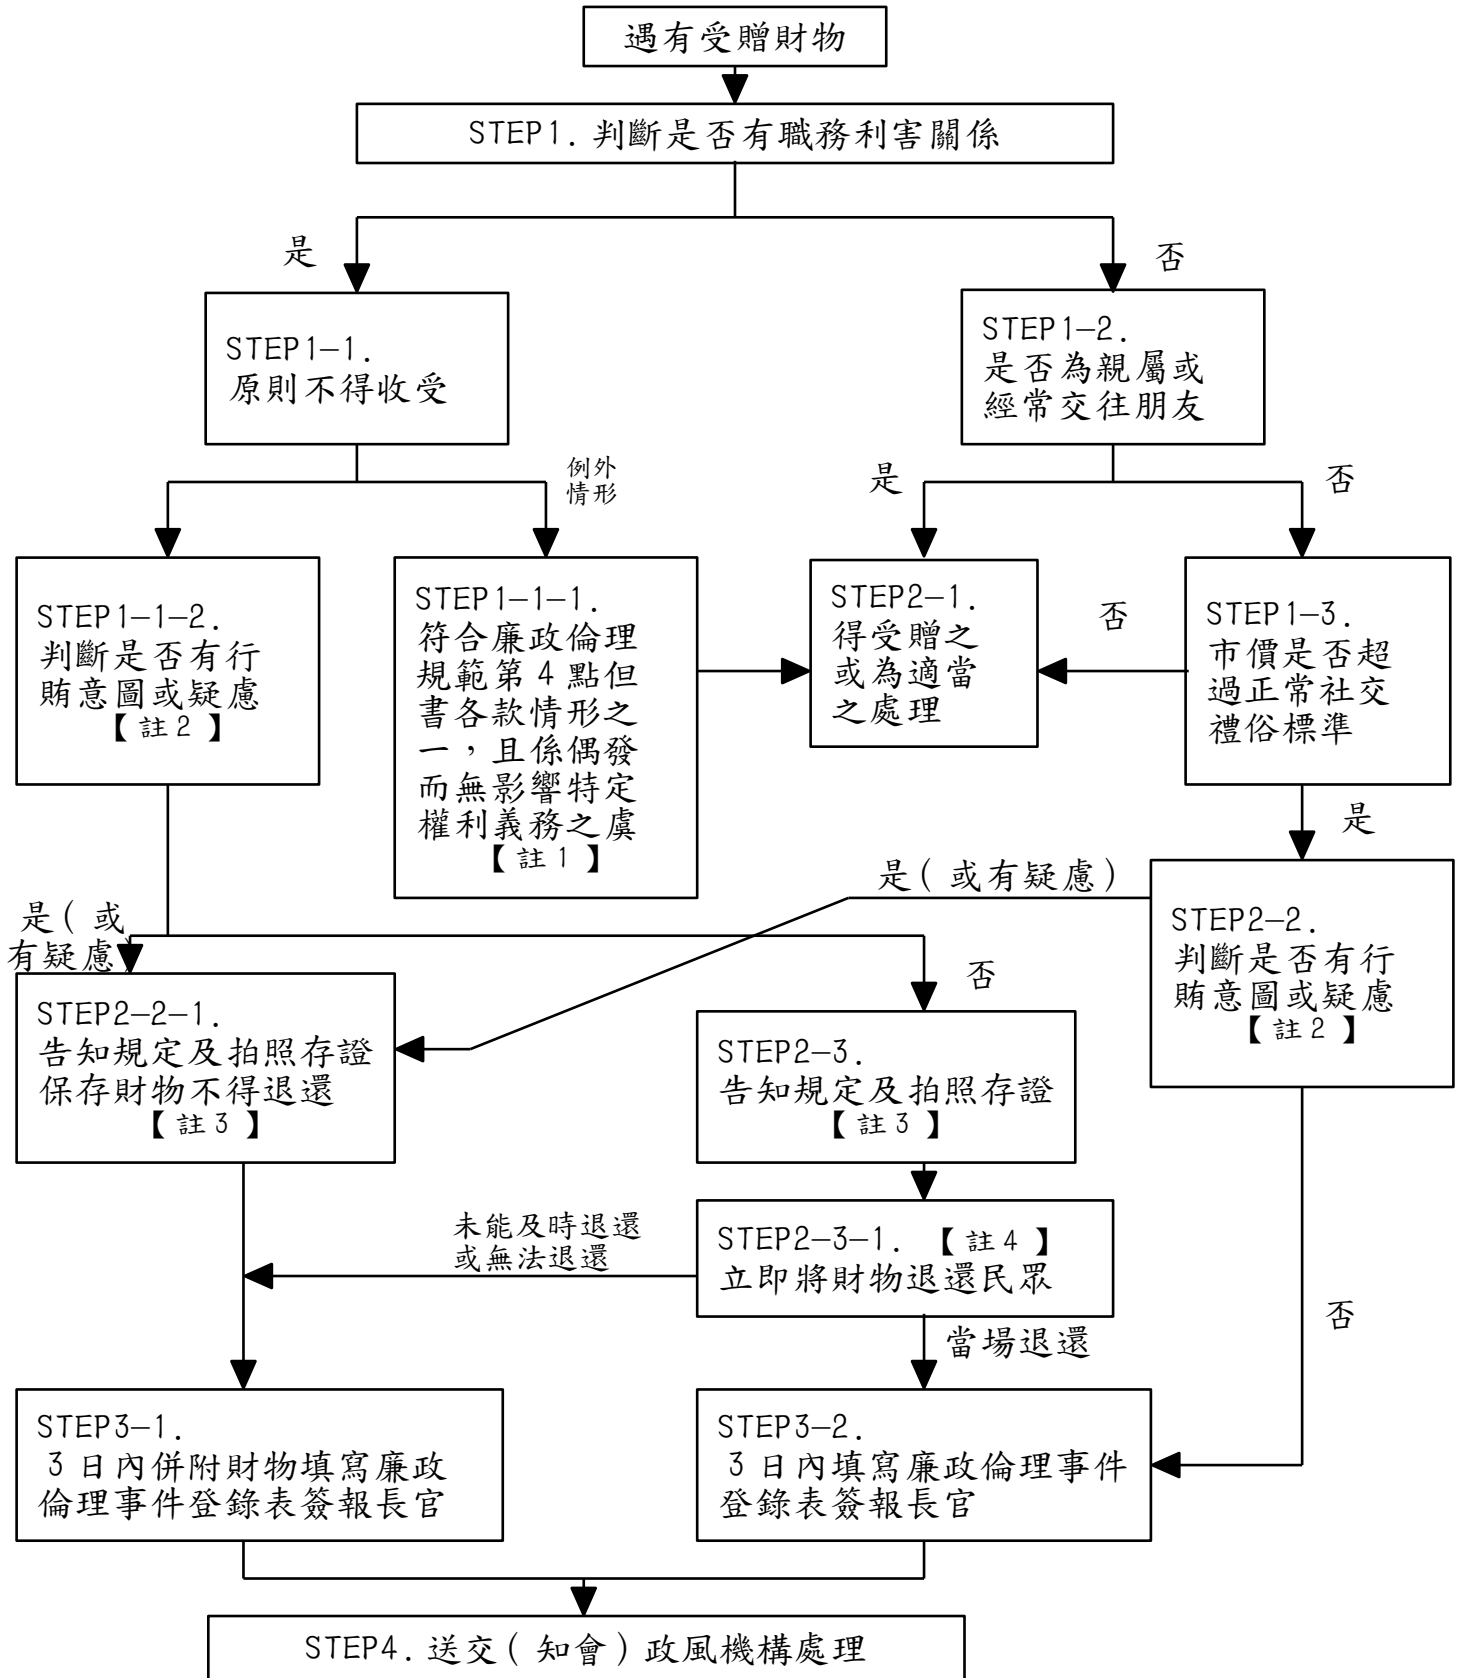 遇有受贈財物
STEP1.判斷是否有職務利害關係
是
否
STEP1-1.
原則不得收受
STEP1-2.
是否為親屬或
經常交往朋友
例外
情形
是
否
STEP1-1-2.
判斷是否有行
賄意圖或疑慮
【註2】
STEP1-1-1.
符合廉政倫理
規範第4點但
書各款情形之
一，且係偶發
而無影響特定
權利義務之虞
【註1】
STEP2-1.
得受贈之
或為適當
之處理
否
STEP1-3.
市價是否超
過正常社交
禮俗標準
是
是(或有疑慮)
是(或
有疑慮)
否
STEP2-2.
判斷是否有行
賄意圖或疑慮
【註2】
STEP2-2-1.
告知規定及拍照存證
保存財物不得退還
【註3】
STEP2-3.
告知規定及拍照存證
【註3】
未能及時退還
或無法退還
STEP2-3-1.【註4】
立即將財物退還民眾
否
當場退還
STEP3-1.
3日內併附財物填寫廉政
倫理事件登錄表簽報長官
STEP3-2.
3日內填寫廉政倫理事件
登錄表簽報長官
STEP4.送交(知會)政風機構處理